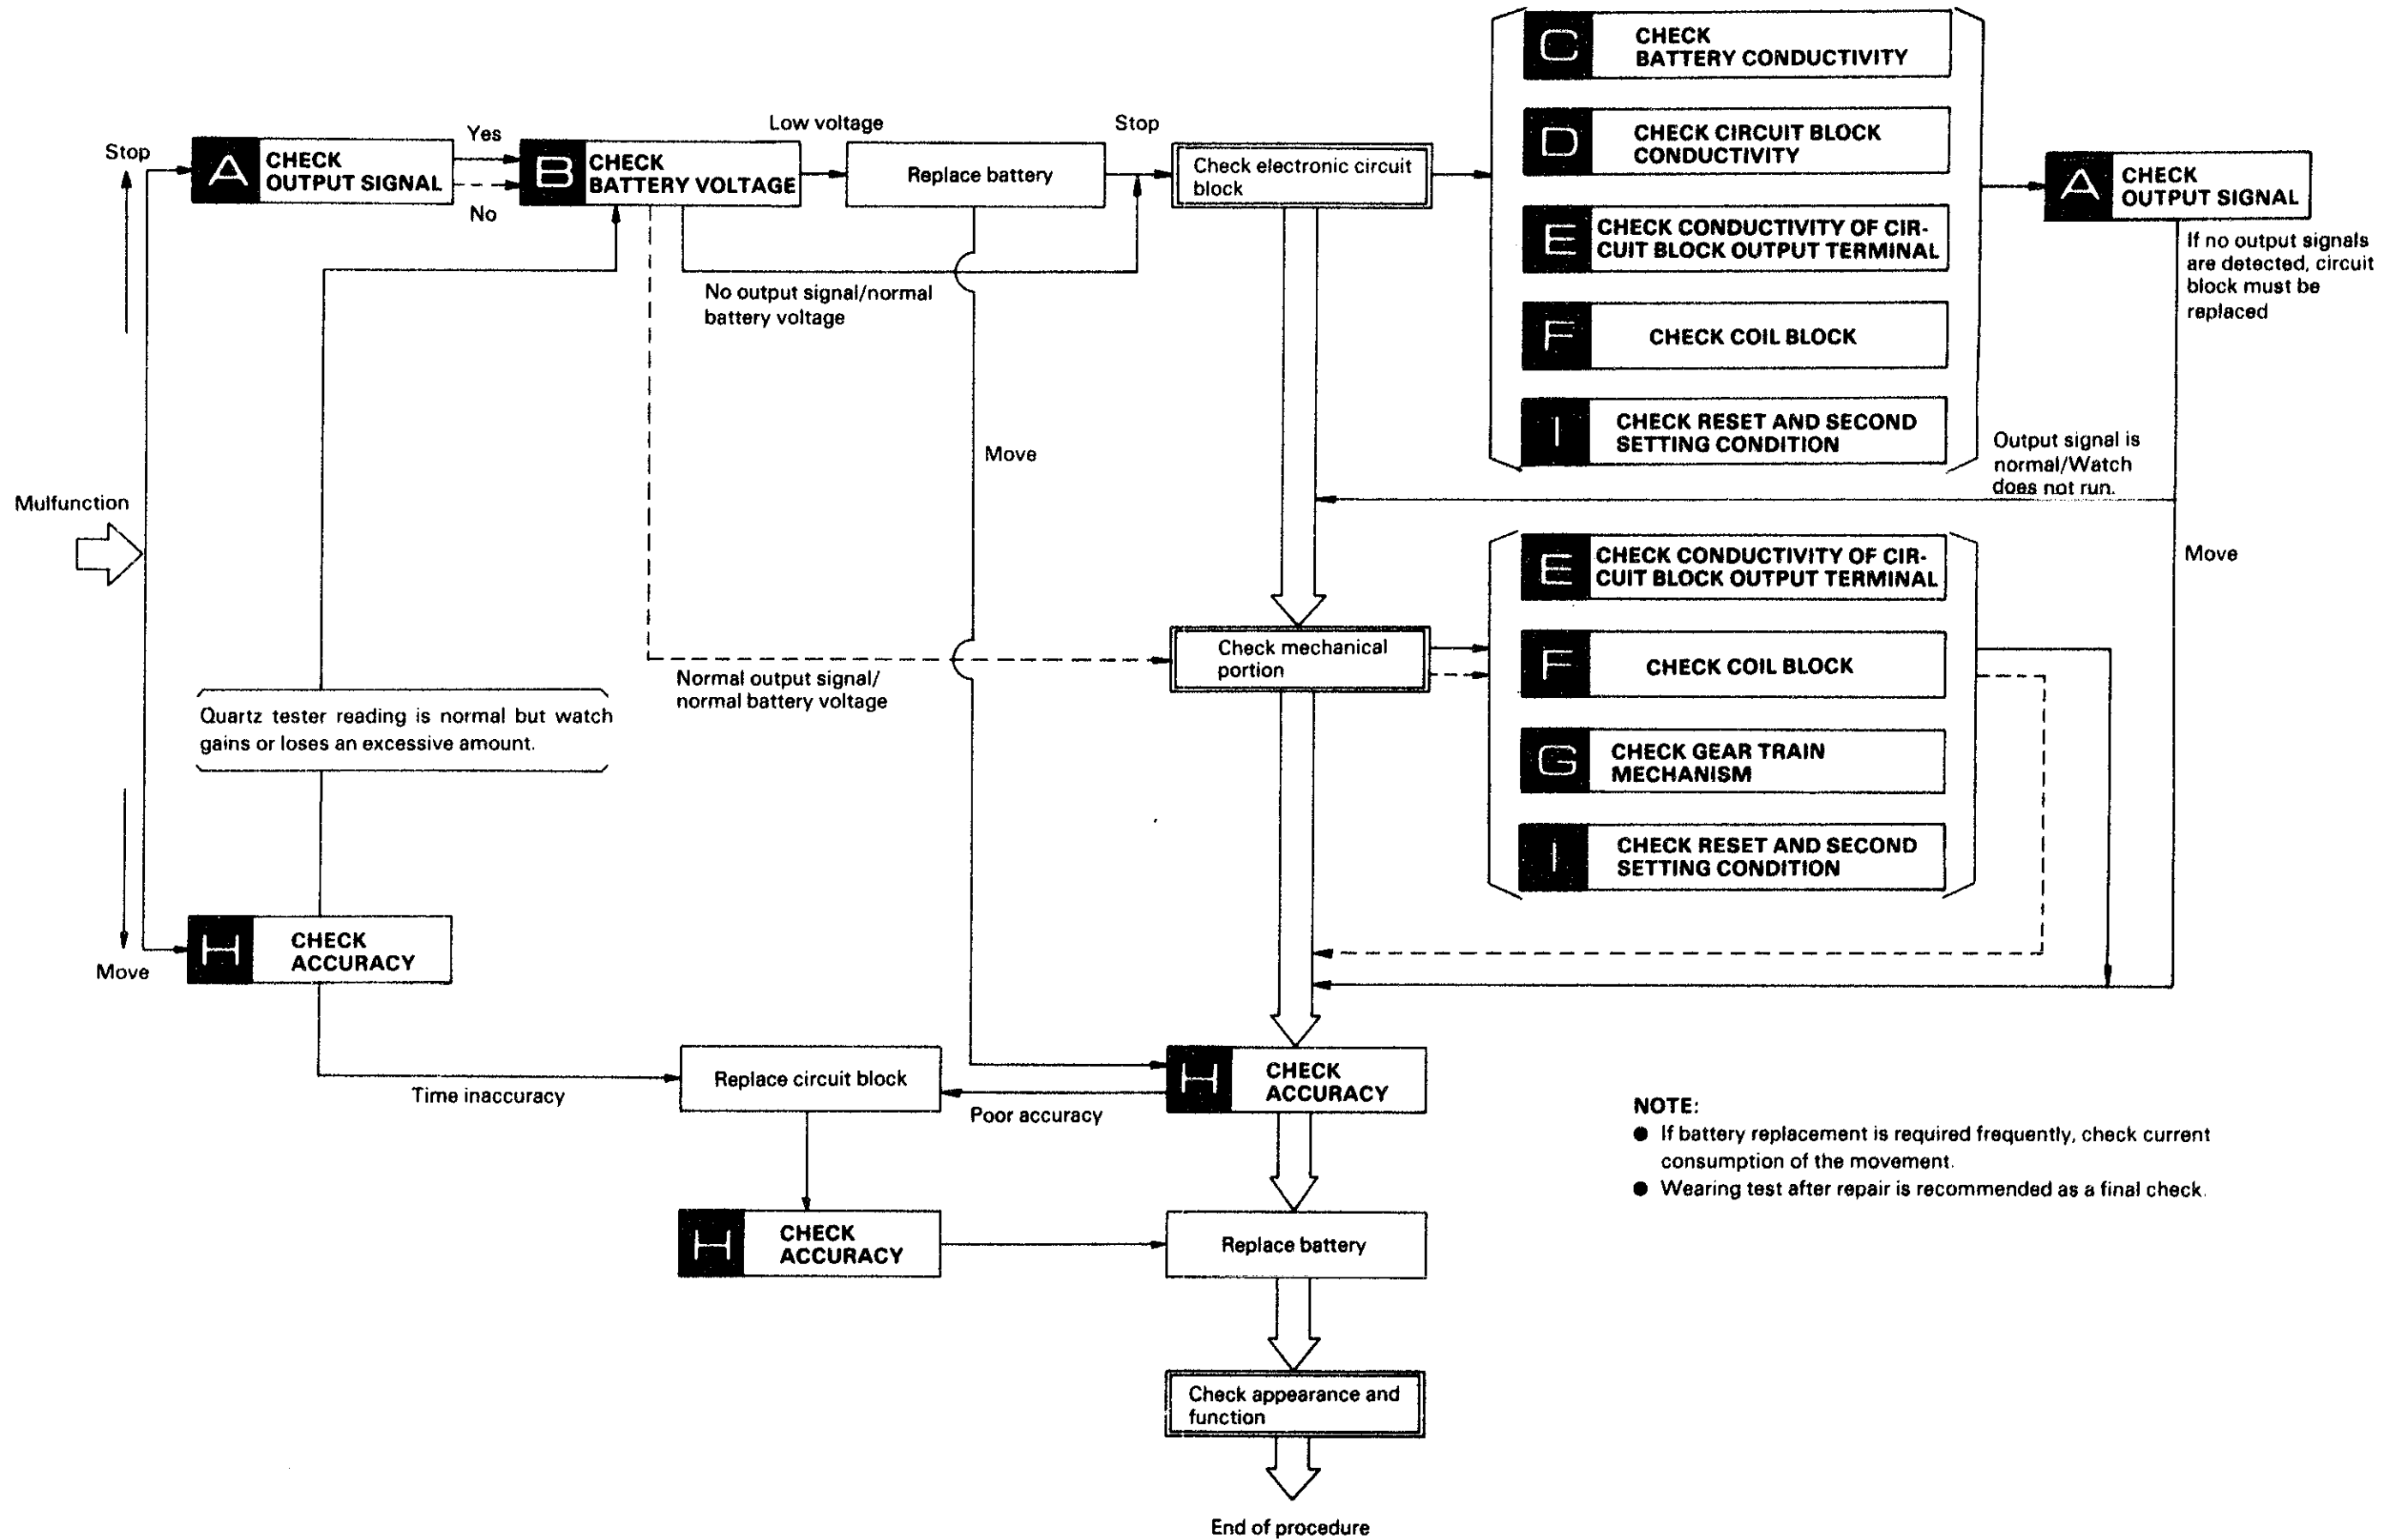 Mulfunction
Stop
Move
A
CHECK
OUTPUT SIGNAL
Yes
No
B
CHECK
BATTERY VOLTAGE
Low voltage
Replace battery
Stop
Check electronic circuit
block
No output signal/normal
battery voltage
Move
Normal output signal/
normal battery voltage
C
CHECK
BATTERY CONDUCTIVITY
D
CHECK CIRCUIT BLOCK
CONDUCTIVITY
E
CHECK CONDUCTIVITY OF CIR-
CUIT BLOCK OUTPUT TERMINAL
F
CHECK COIL BLOCK
I
CHECK RESET AND SECOND
SETTING CONDITION
A
CHECK
OUTPUT SIGNAL
If no output signals
are detected, circuit
block must be
replaced
Output signal is
normal/Watch
does not run.
Move
Check mechanical
portion
E
CHECK CONDUCTIVITY OF CIR-
CUIT BLOCK OUTPUT TERMINAL
F
CHECK COIL BLOCK
G
CHECK GEAR TRAIN
MECHANISM
I
CHECK RESET AND SECOND
SETTING CONDITION
Quartz tester reading is normal but watch
gains or loses an excessive amount.
H
CHECK
ACCURACY
Time inaccuracy
Replace circuit block
Poor accuracy
H
CHECK
ACCURACY
H
CHECK
ACCURACY
Replace battery
Check appearance and
function
End of procedure
NOTE:
● If battery replacement is required frequently, check current
consumption of the movement.
● Wearing test after repair is recommended as a final check.